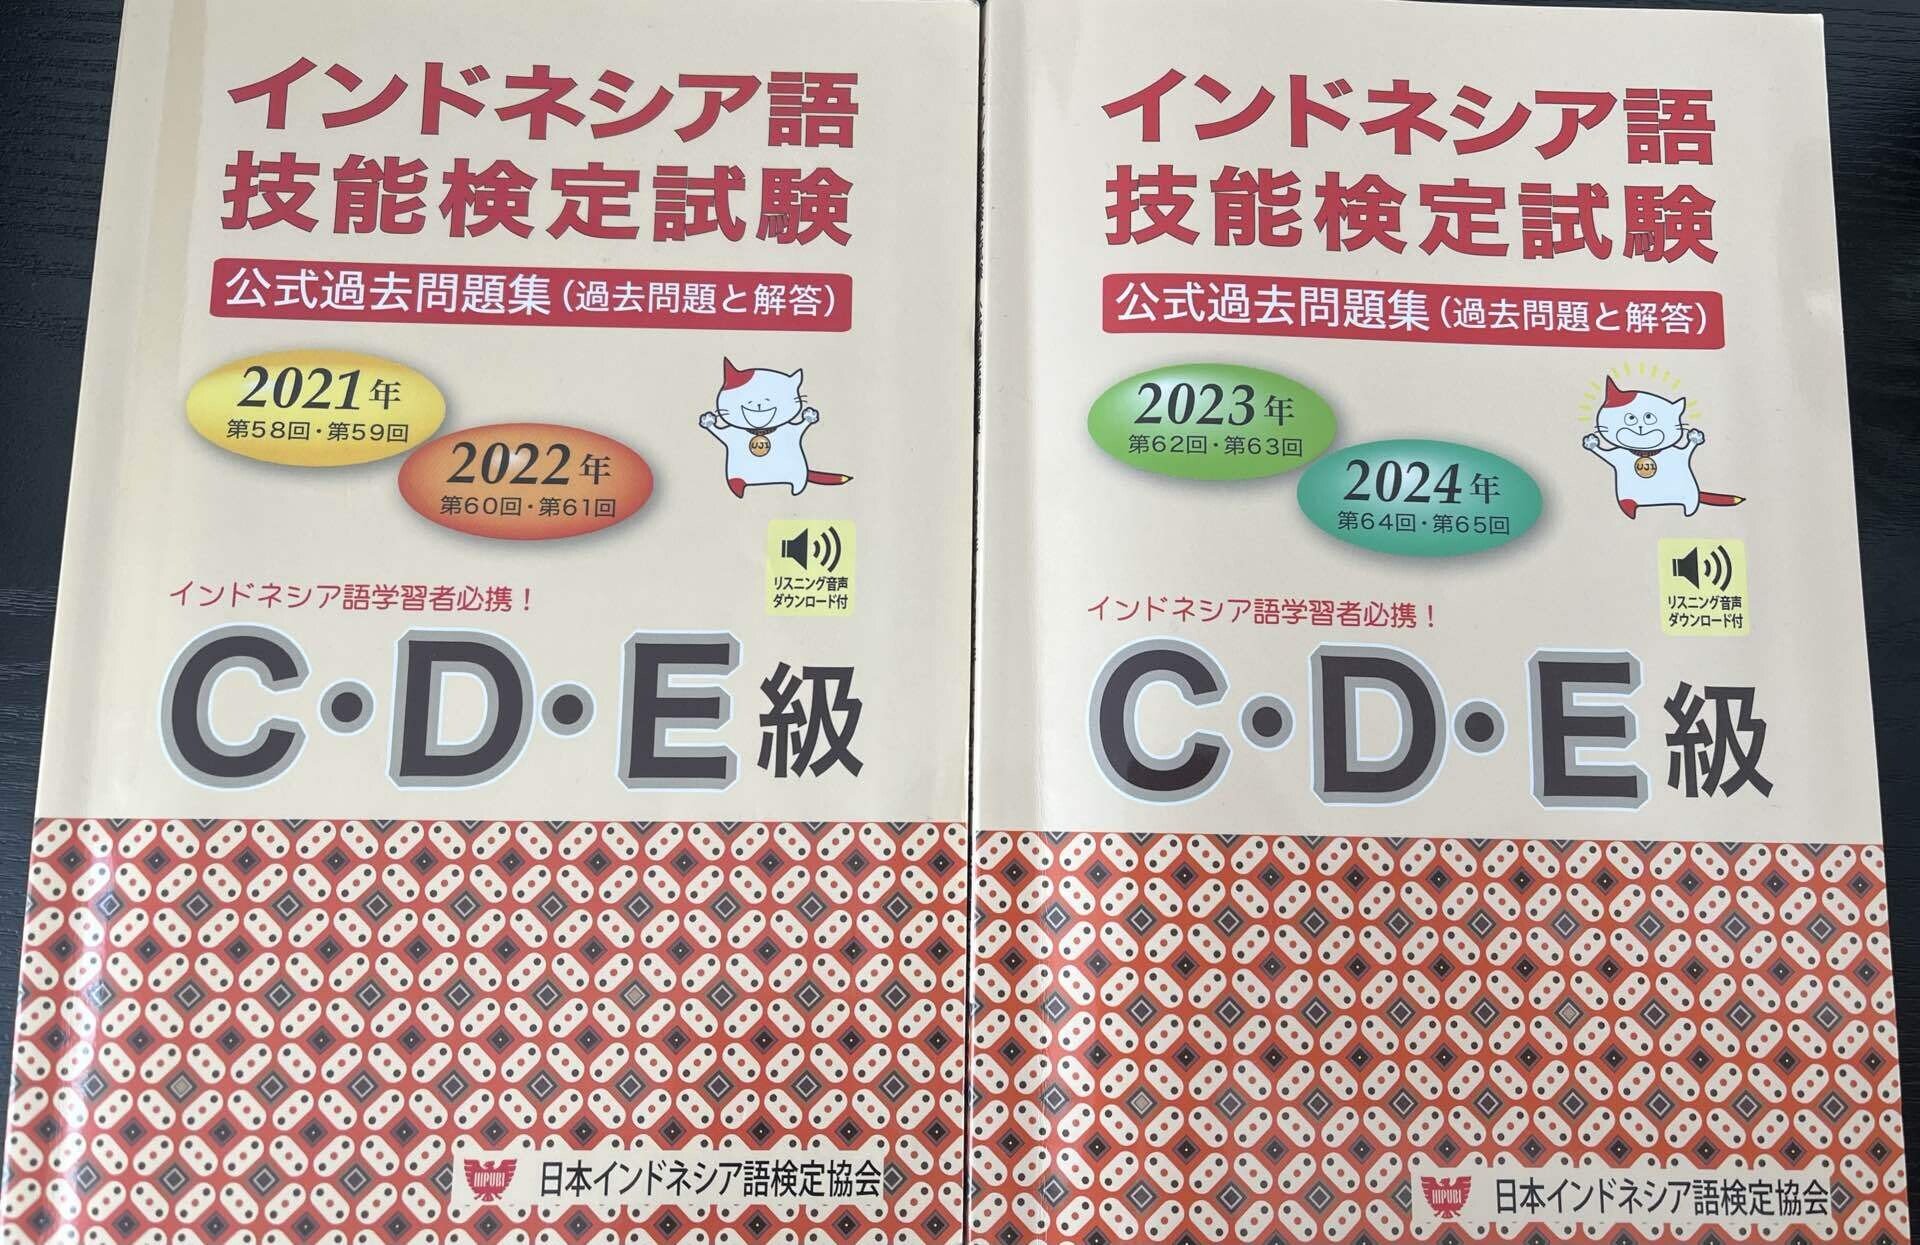 インドネシア語
技能検定試験
公式過去問題集（過去問題と解答）
2021年
第58回・第59回
2022年
第60回・第61回
UJI
リスニング音声
ダウンロード付
インドネシア語学習者必携！
C・D・E級
HIPUBI
日本インドネシア語検定協会
インドネシア語
技能検定試験
公式過去問題集（過去問題と解答）
2023年
第62回・第63回
2024年
第64回・第65回
UJI
リスニング音声
ダウンロード付
インドネシア語学習者必携！
C・D・E級
HIPUBI
日本インドネシア語検定協会